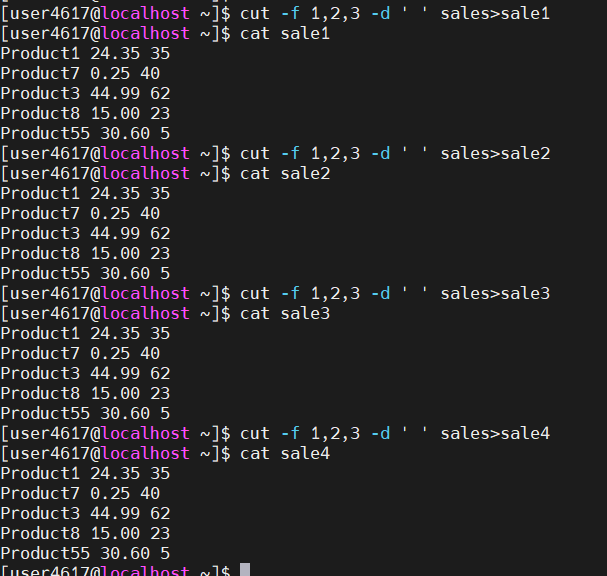 [user4617@localhost ~]$ cut -f 1,2,3 -d ' ' sales>sale1
[user4617@localhost ~]$ cat sale1
Product1 24.35 35
Product7 0.25 40
Product3 44.99 62
Product8 15.00 23
Product55 30.60 5
[user4617@localhost ~]$ cut -f 1,2,3 -d ' ' sales>sale2
[user4617@localhost ~]$ cat sale2
Product1 24.35 35
Product7 0.25 40
Product3 44.99 62
Product8 15.00 23
Product55 30.60 5
[user4617@localhost ~]$ cut -f 1,2,3 -d ' ' sales>sale3
[user4617@localhost ~]$ cat sale3
Product1 24.35 35
Product7 0.25 40
Product3 44.99 62
Product8 15.00 23
Product55 30.60 5
[user4617@localhost ~]$ cut -f 1,2,3 -d ' ' sales>sale4
[user4617@localhost ~]$ cat sale4
Product1 24.35 35
Product7 0.25 40
Product3 44.99 62
Product8 15.00 23
Product55 30.60 5
[user4617@localhost ~]$